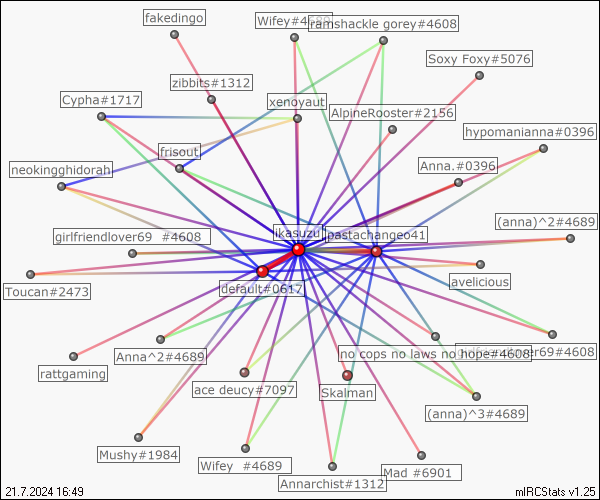 fakedingo
Wifey#4689
ramshackle gorey#4608
Soxy Foxy#5076
zibbits#1312
Cypha#1717
xenoyaut
AlpineRooster#2156
hypomanianna#0396
frisout
neokingghidorah
Anna.#0396
(anna)^2#4689
girlfriendlover69 #4608
ikasuzu
pastachangeo41
Toucan#2473
default#0617
avelicious
Anna^2#4689
no cops no laws no hope#4608
girlfriendlover69#4608
rattgaming
ace deucy#7097
Skalman
(anna)^3#4689
Mushy#1984
Wifey #4689
Annarchist#1312
Mad #6901
21.7.2024 16:49
mIRCStats v1.25